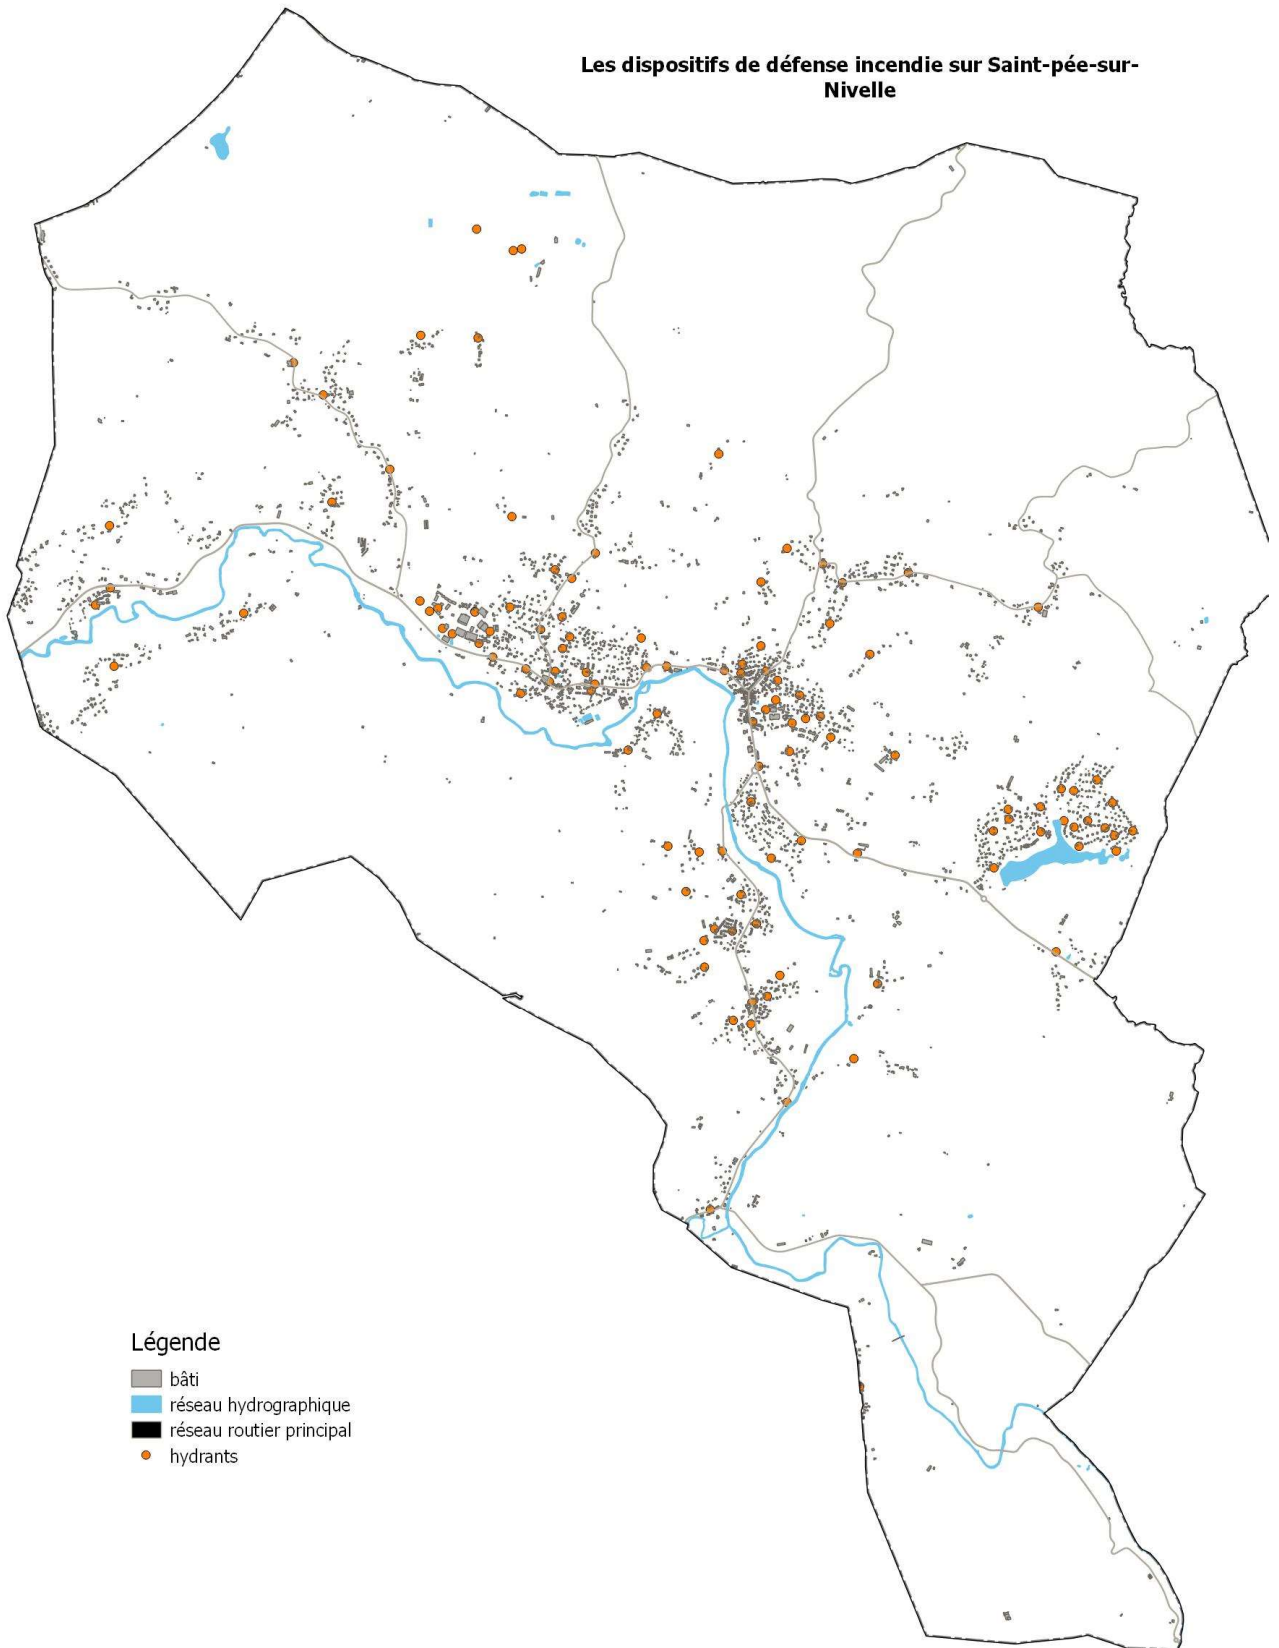 Les dispositifs de défense incendie sur Saint-pée-sur-
Nivelle
Légende
bâti
réseau hydrographique
réseau routier principal
hydrants